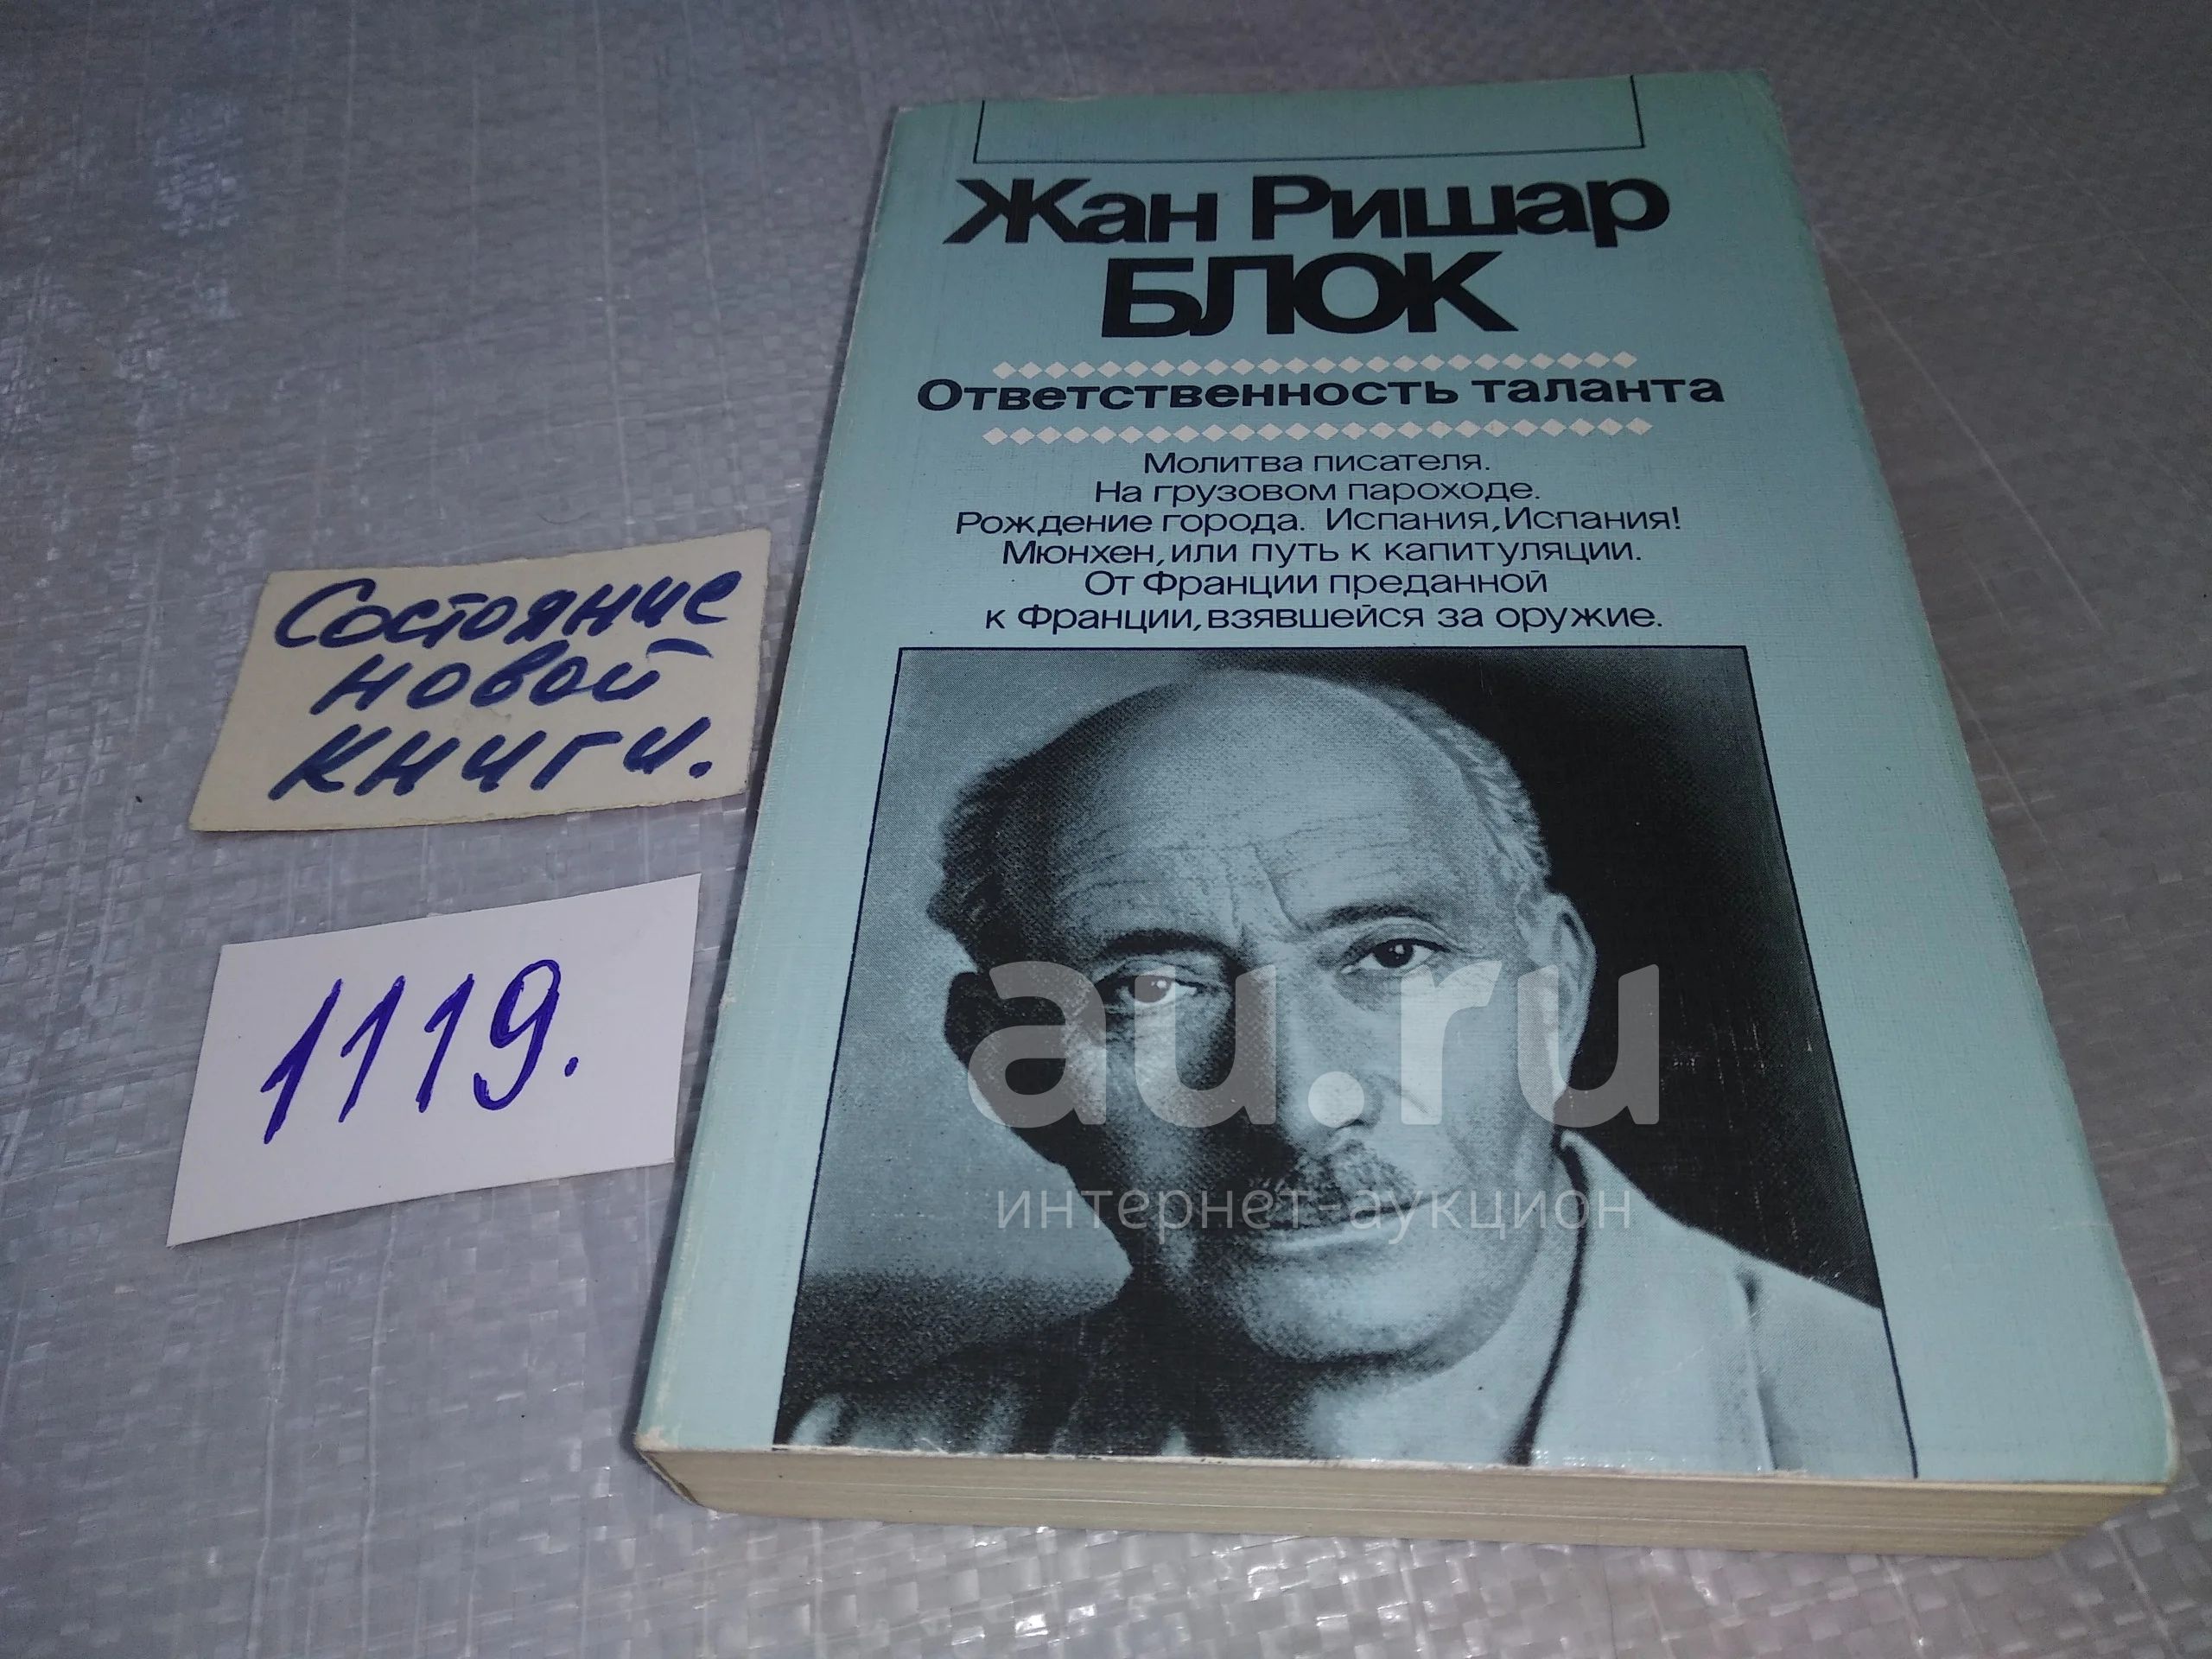 Жан Ришар
БЛОК
Ответственность таланта
Молитва писателя.
На грузовом пароходе.
Рождение города. Испания, Испания!
Мюнхен, или путь к капитуляции.
От Франции преданной
к Франции, взявшейся за оружие.
Состояние
новой
книги.
1119.
au.ru
интернет-аукцион